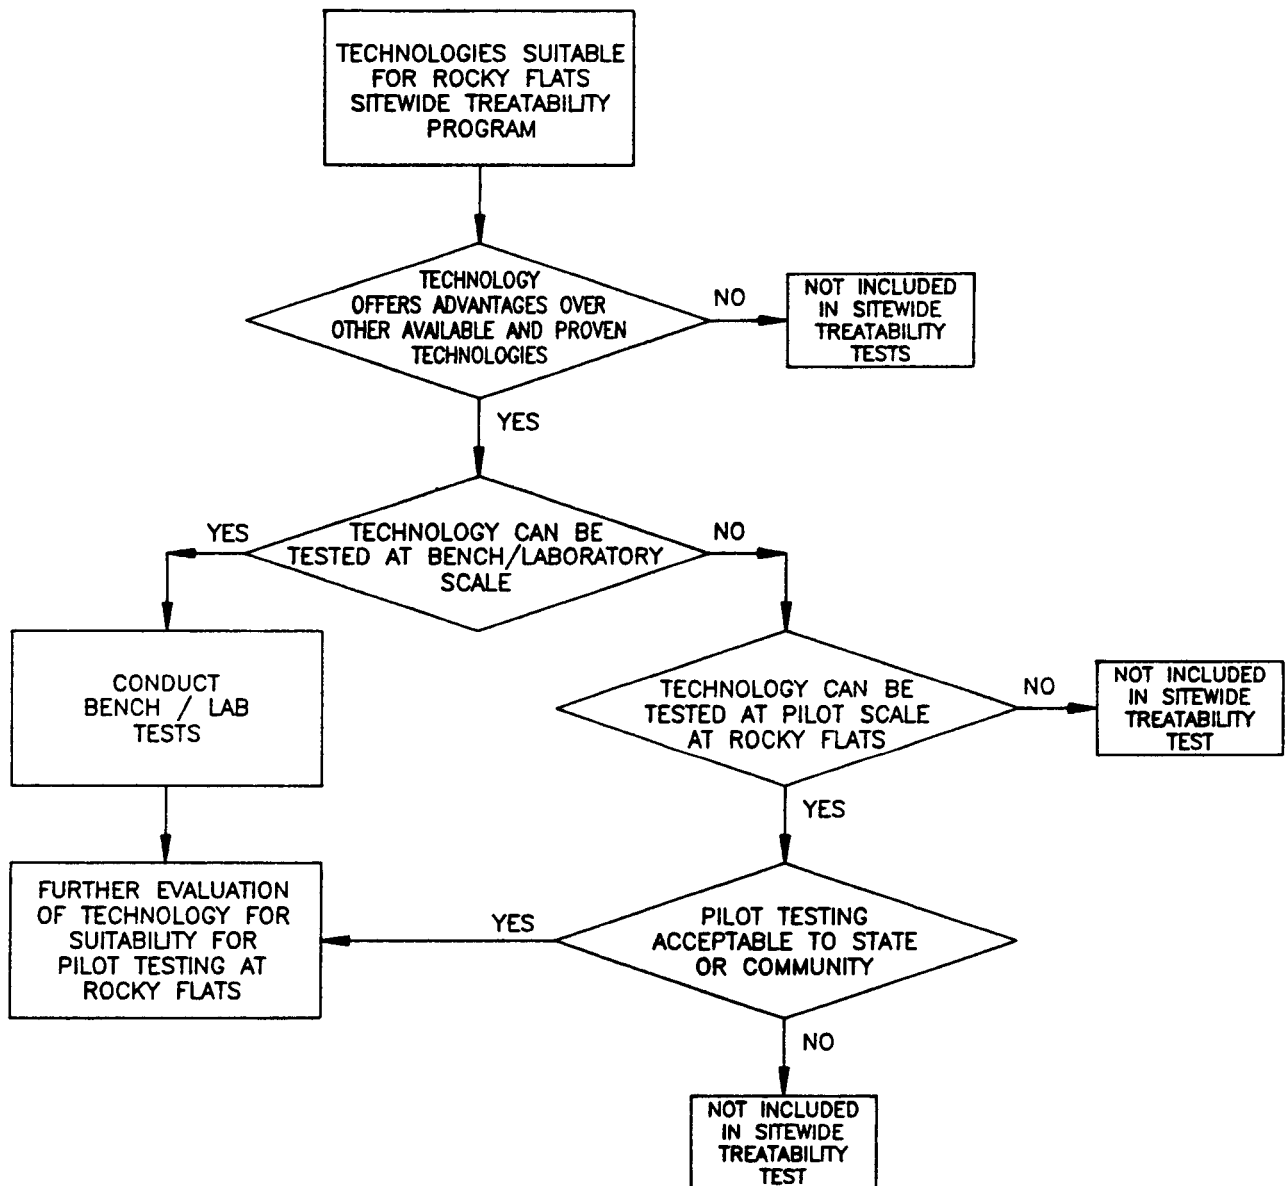 TECHNOLOGIES SUITABLE
FOR ROCKY FLATS
SITEWIDE TREATABILITY
PROGRAM
TECHNOLOGY
OFFERS ADVANTAGES OVER
OTHER AVAILABLE AND PROVEN
TECHNOLOGIES
NO
NOT INCLUDED
IN SITEWIDE
TREATABILITY
TESTS
YES
YES
TECHNOLOGY CAN BE
TESTED AT BENCH/LABORATORY
SCALE
NO
CONDUCT
BENCH / LAB
TESTS
TECHNOLOGY CAN BE
TESTED AT PILOT SCALE
AT ROCKY FLATS
NO
NOT INCLUDED
IN SITEWIDE
TREATABILITY
TEST
YES
FURTHER EVALUATION
OF TECHNOLOGY FOR
SUITABILITY FOR
PILOT TESTING AT
ROCKY FLATS
YES
PILOT TESTING
ACCEPTABLE TO STATE
OR COMMUNITY
NO
NOT INCLUDED
IN SITEWIDE
TREATABILITY
TEST